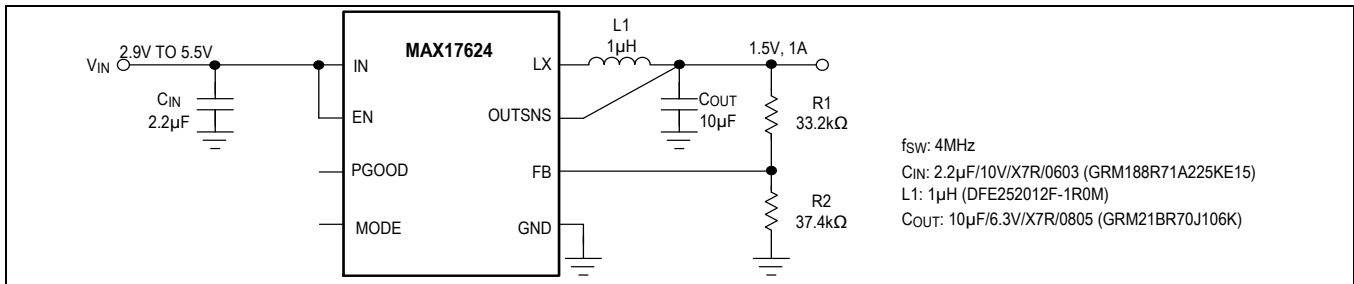 MAX17624
VIN
2.9V TO 5.5V
CIN
2.2µF
IN
EN
PGOOD
MODE
LX
OUTSNS
FB
GND
L1
1µH
1.5V, 1A
COUT
10µF
R1
33.2kΩ
R2
37.4kΩ
fSW: 4MHz
CIN: 2.2µF/10V/X7R/0603 (GRM188R71A225KE15)
L1: 1µH (DFE252012F-1R0M)
COUT: 10µF/6.3V/X7R/0805 (GRM21BR70J106K)